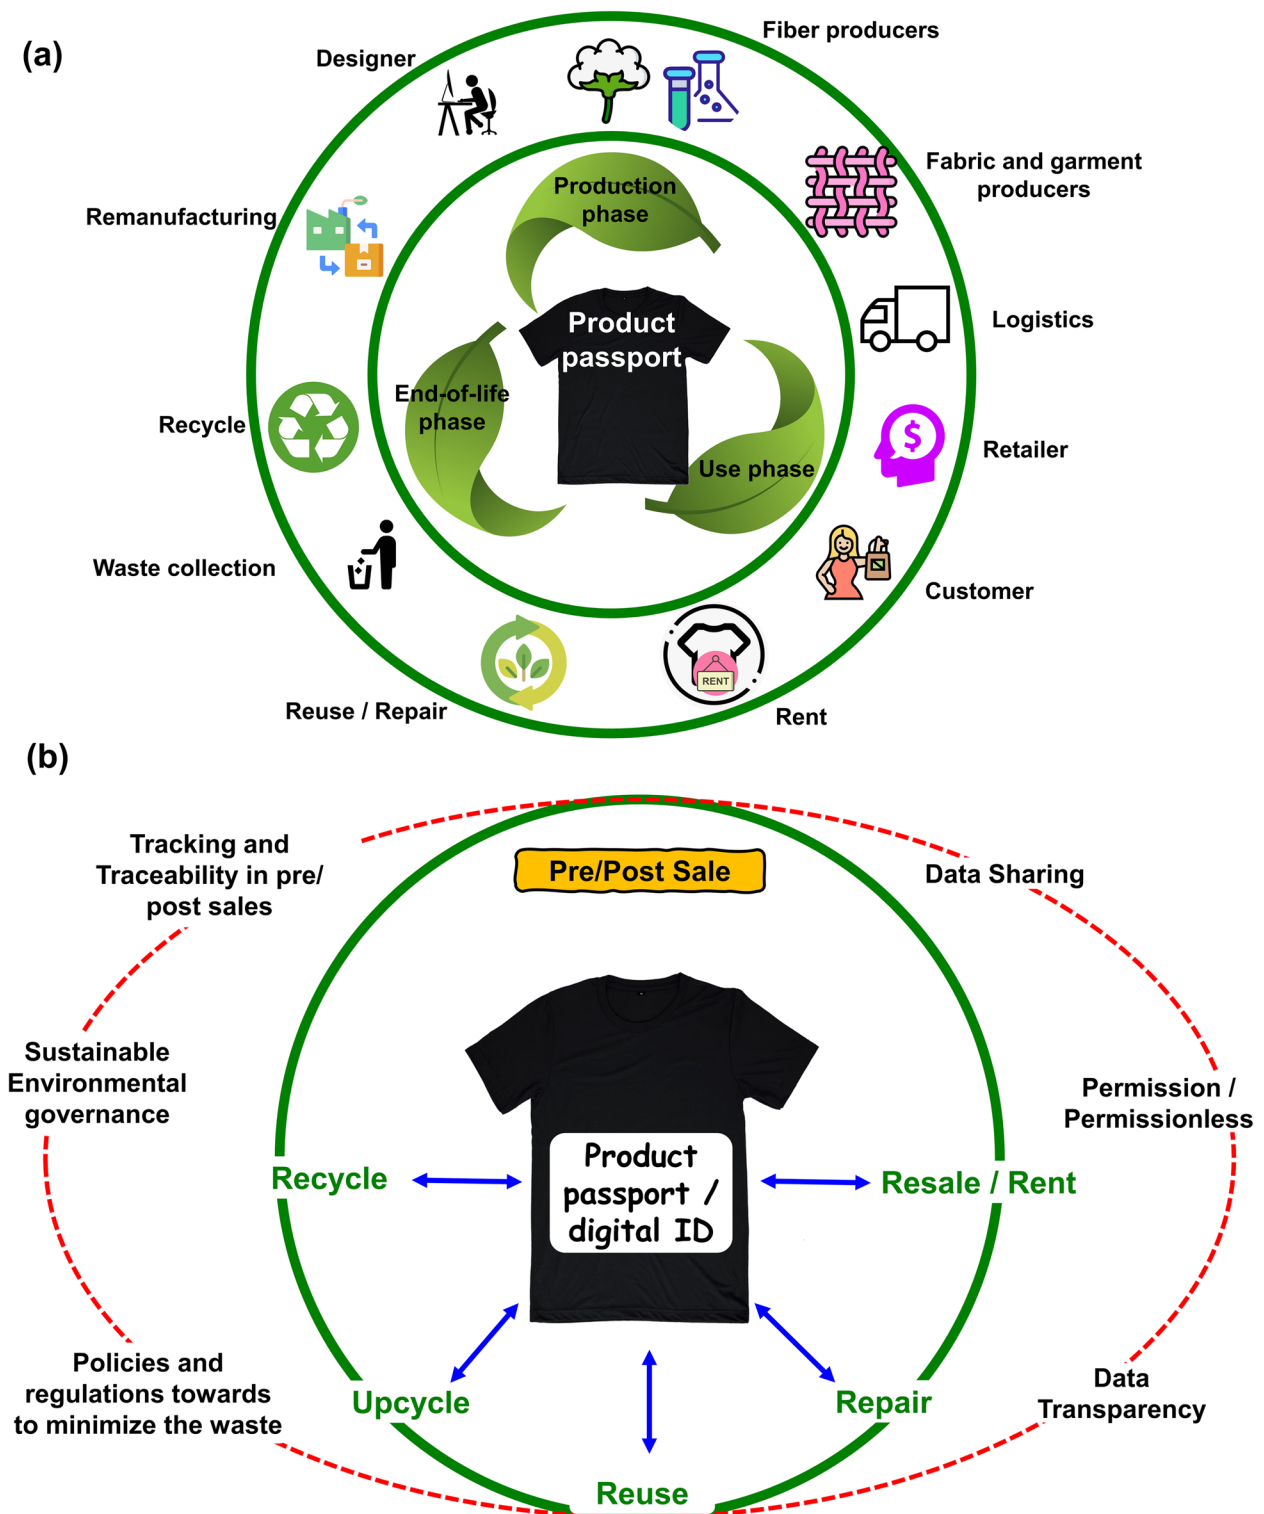 (a)
Designer
Fiber producers
Fabric and garment
producers
Remanufacturing
Production
phase
Logistics
Product
passport
End-of-life
phase
Recycle
Retailer
$
Use phase
Waste collection
Customer
RENT
Reuse / Repair
Rent
(b)
Tracking and
Traceability in pre/
post sales
Pre/Post Sale
Data Sharing
Sustainable
Environmental
governance
Permission /
Permissionless
Product
passport /
digital ID
Recycle
Resale / Rent
Policies and
regulations towards
to minimize the waste
Upcycle
Repair
Data
Transparency
Reuse